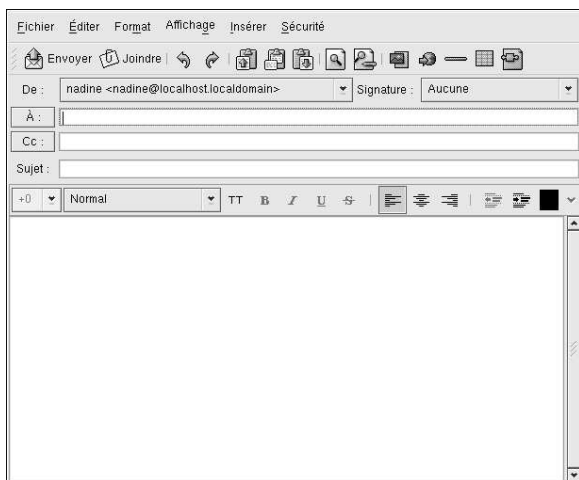 Fichier Éditer Format Affichage Insérer Sécurité
Envoyer Joindre
De : nadine <nadine@localhost.localdomain> Signature : Aucune
À :
Cc :
Sujet :
+0 Normal TT B I U S